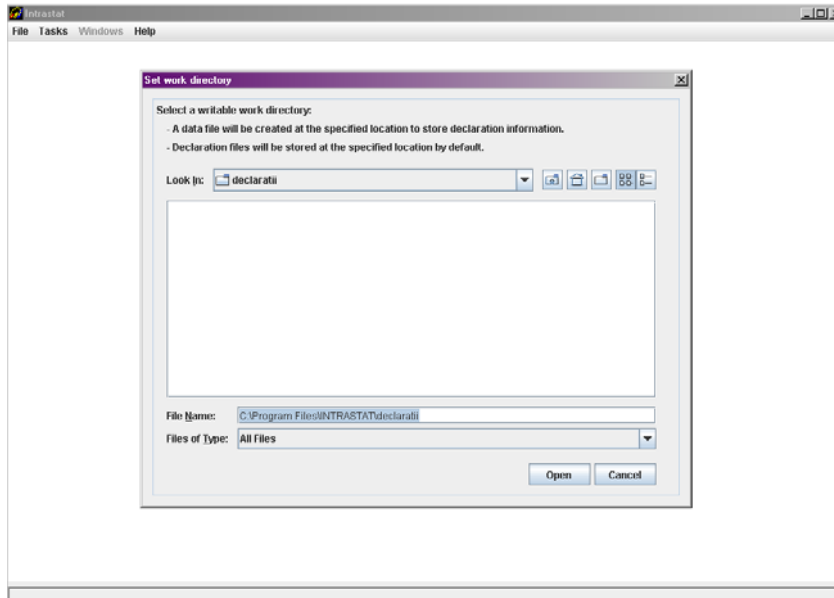 Intrastat
File Tasks Windows Help
Set work directory
Select a writable work directory:
- A data file will be created at the specified location to store declaration information.
- Declaration files will be stored at the specified location by default.
Look In: declaratii
File Name: C:\Program Files\INTRASTAT\declaratii
Files of Type: All Files
Open Cancel